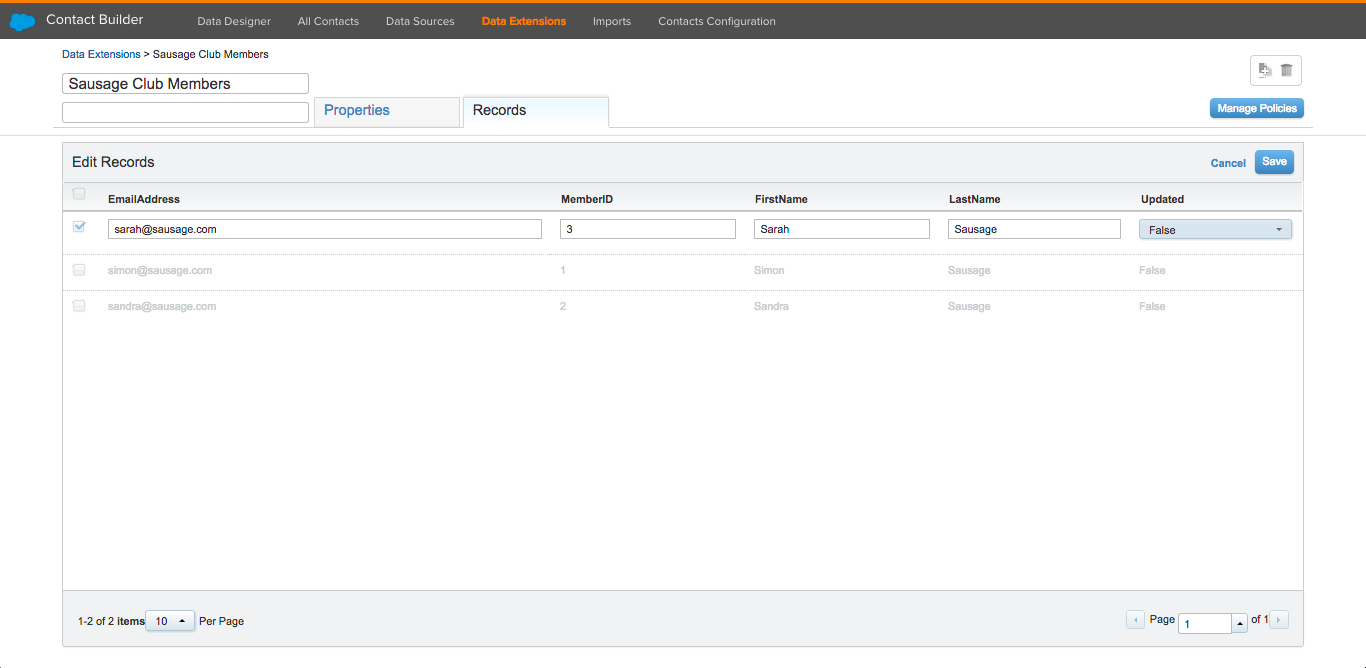 Contact Builder Data Designer All Contacts Data Sources Data Extensions Imports Contacts Configuration
Data Extensions > Sausage Club Members
Sausage Club Members
Properties Records Manage Policies
Edit Records Cancel Save
EmailAddress MemberID FirstName LastName Updated
sarah@sausage.com 3 Sarah Sausage False
simon@sausage.com 1 Simon Sausage False
sandra@sausage.com 2 Sandra Sausage False
1-2 of 2 items 10 Per Page Page 1 of 1